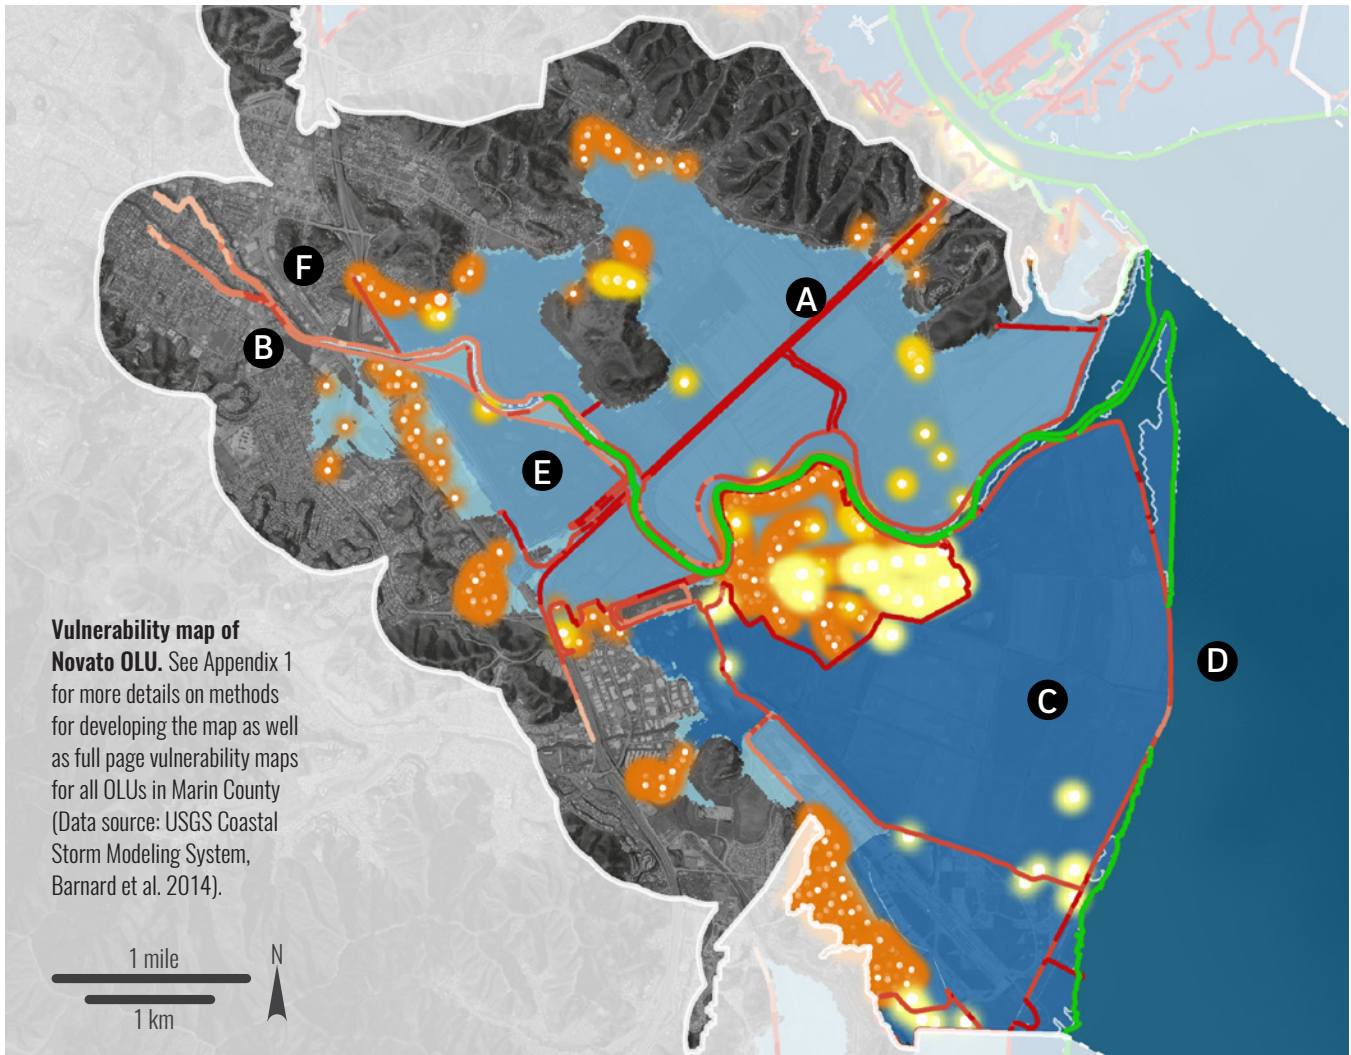 A
F
B
E
C
D
Vulnerability map of
Novato OLU. See Appendix 1
for more details on methods
for developing the map as well
as full page vulnerability maps
for all OLUs in Marin County
(Data source: USGS Coastal
Storm Modeling System,
Barnard et al. 2014).
1 mile
1 km
N